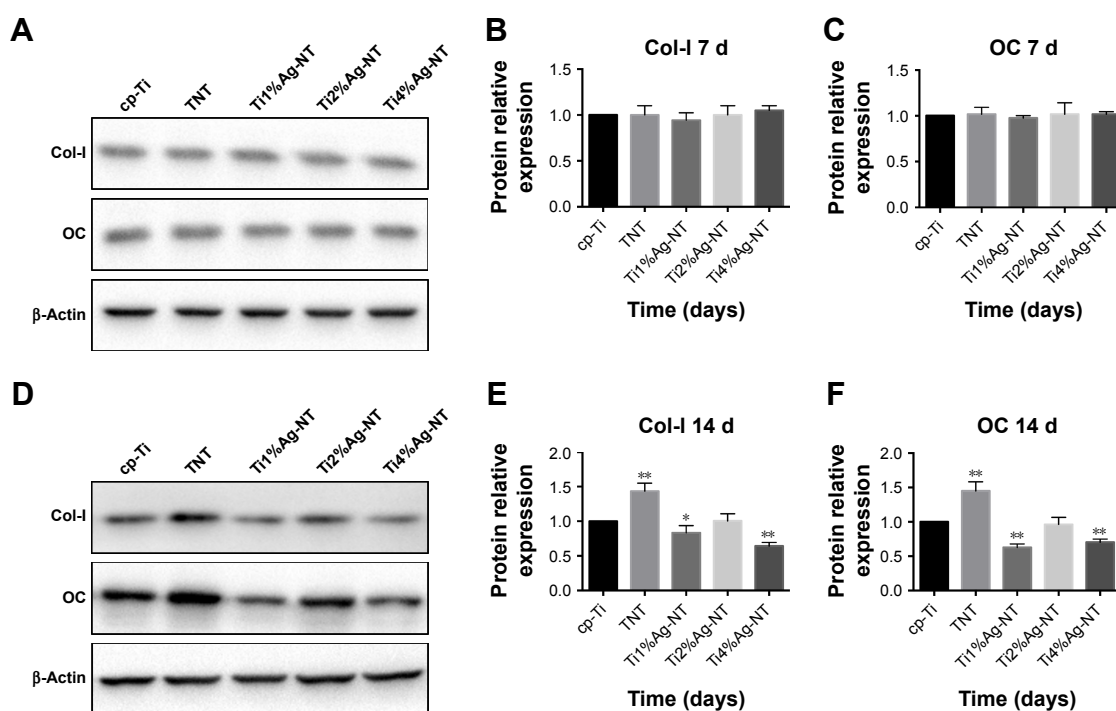 A
cp-Ti
TNT
Ti1%Ag-NT
Ti2%Ag-NT
Ti4%Ag-NT
Col-I
OC
β-Actin
B
Col-I 7 d
Protein relative
expression
1.5
1.0
0.5
0.0
cp-Ti
TNT
Ti1%Ag-NT
Ti2%Ag-NT
Ti4%Ag-NT
Time (days)
C
OC 7 d
Protein relative
expression
1.5
1.0
0.5
0.0
cp-Ti
TNT
Ti1%Ag-NT
Ti2%Ag-NT
Ti4%Ag-NT
Time (days)
D
cp-Ti
TNT
Ti1%Ag-NT
Ti2%Ag-NT
Ti4%Ag-NT
Col-I
OC
β-Actin
E
Col-I 14 d
Protein relative
expression
2.0
1.5
1.0
0.5
0.0
**
*
**
cp-Ti
TNT
Ti1%Ag-NT
Ti2%Ag-NT
Ti4%Ag-NT
Time (days)
F
OC 14 d
Protein relative
expression
2.0
1.5
1.0
0.5
0.0
**
**
**
cp-Ti
TNT
Ti1%Ag-NT
Ti2%Ag-NT
Ti4%Ag-NT
Time (days)